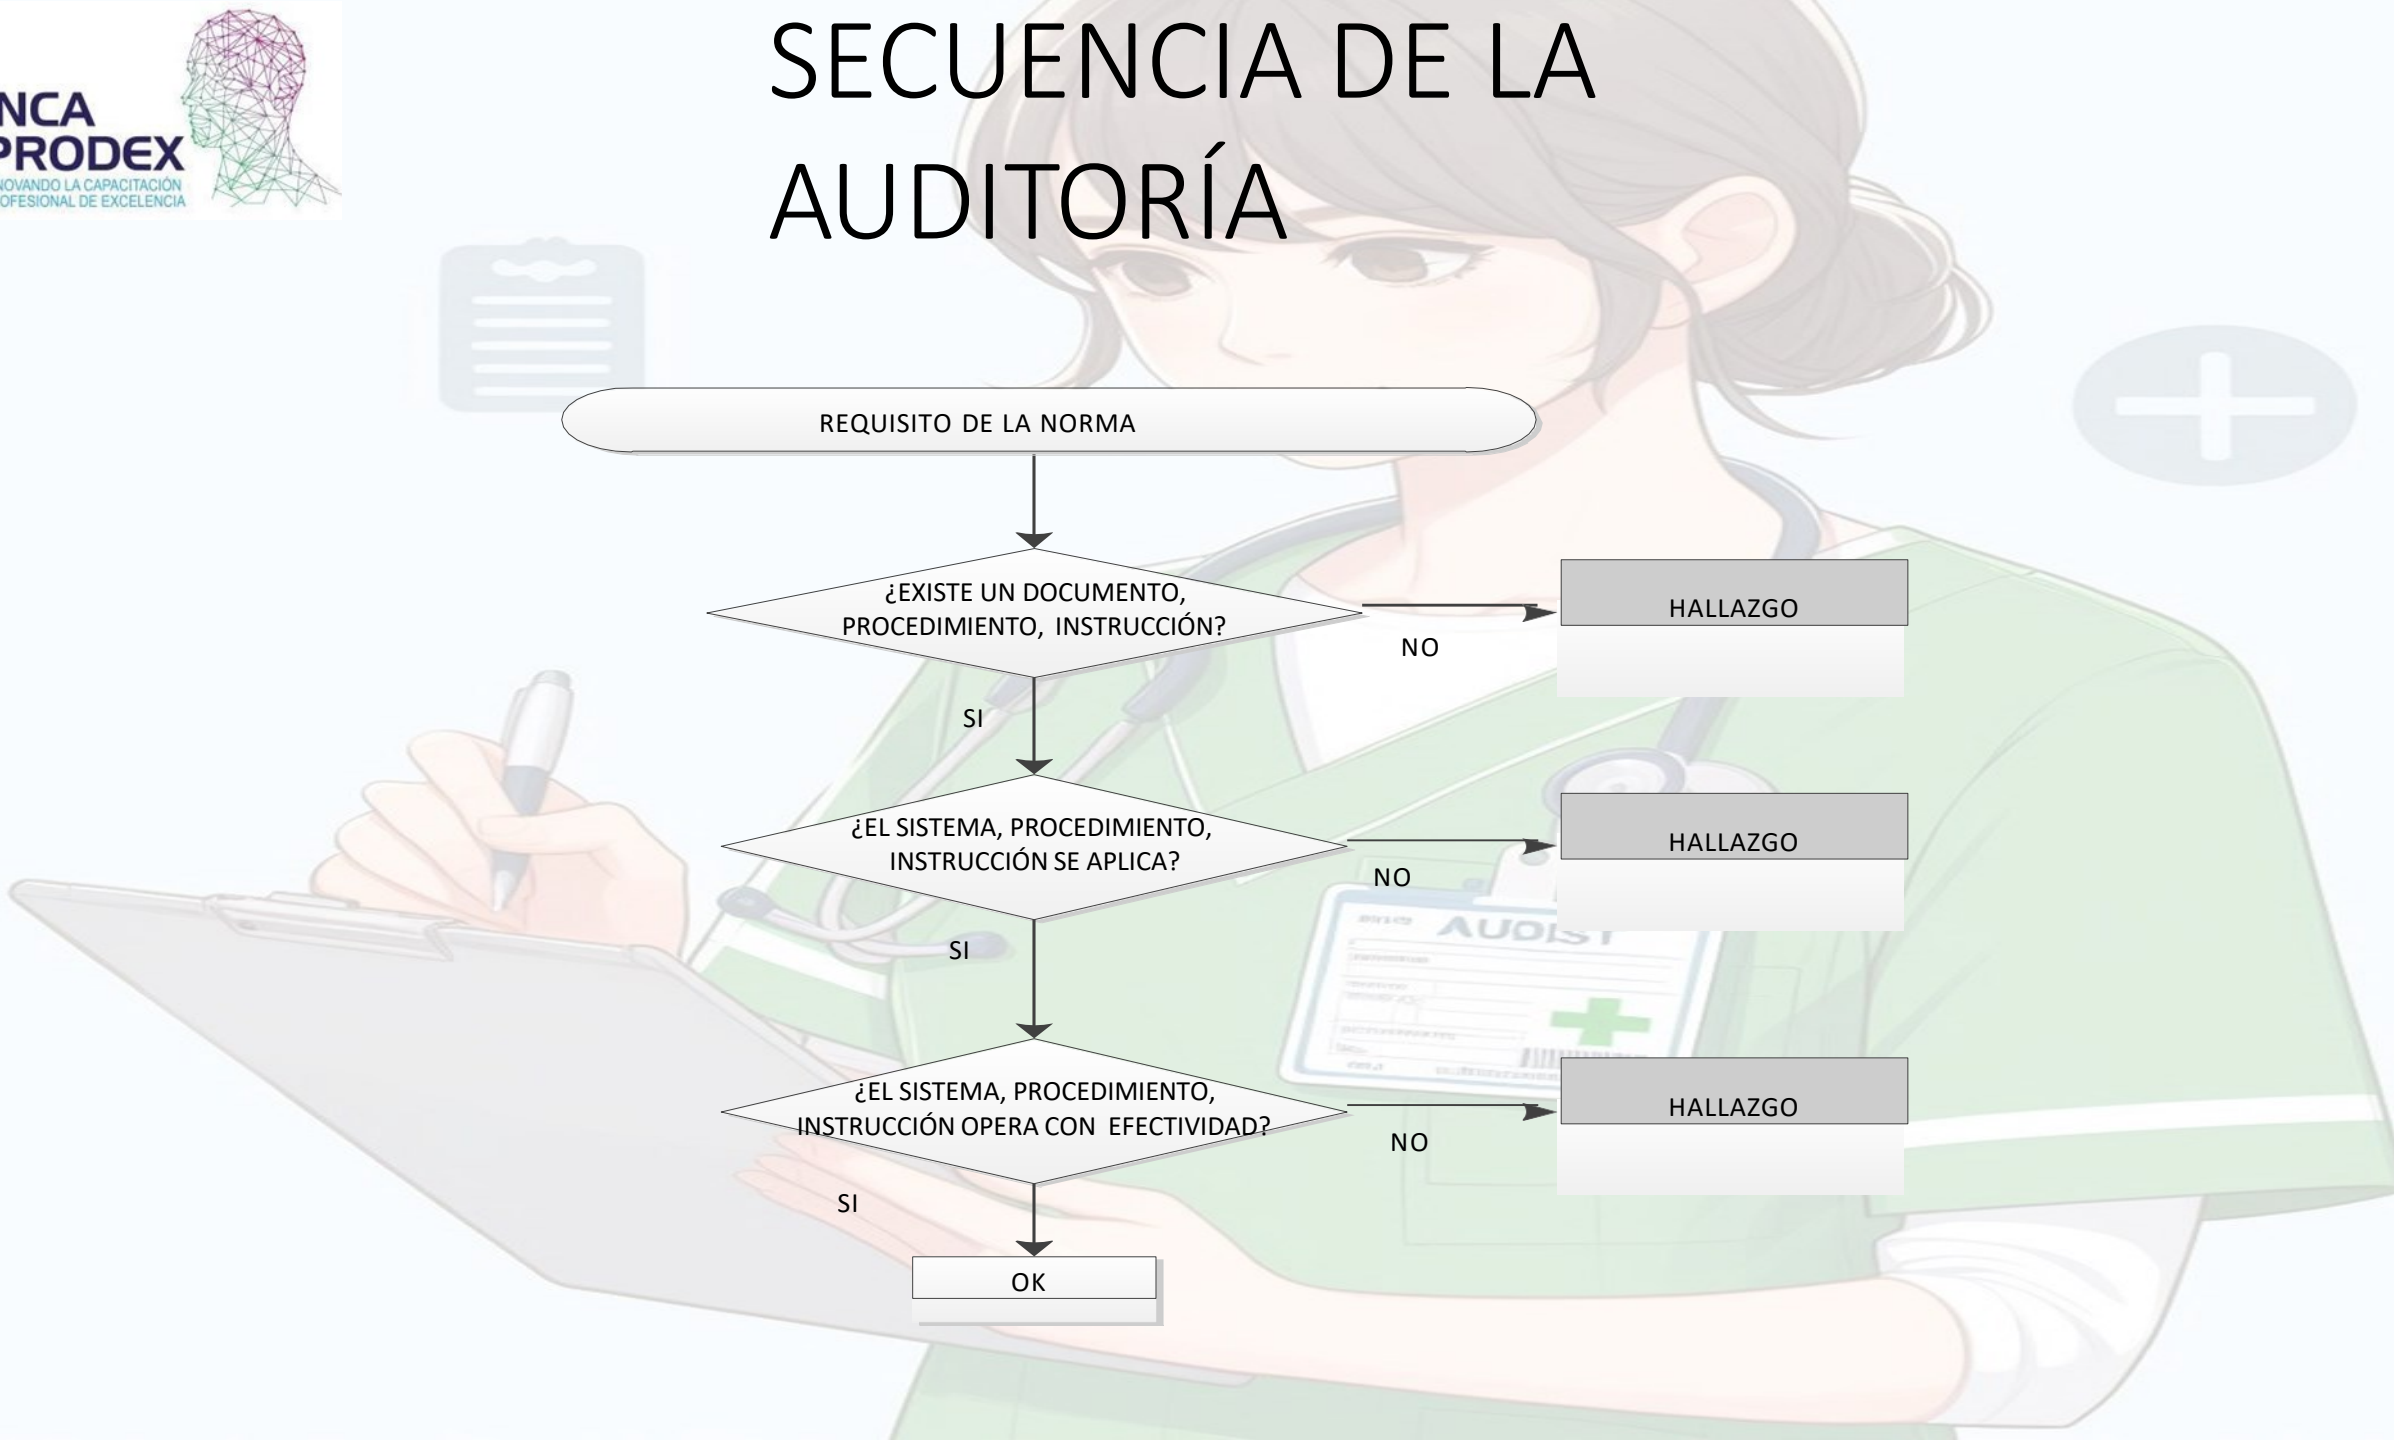 SECUENCIA DE LA
AUDITORÍA
NCA
PRODEX
NOVANDO LA CAPACITACIÓN
OFESIONAL DE EXCELENCIA
REQUISITO DE LA NORMA
¿EXISTE UN DOCUMENTO,
PROCEDIMIENTO, INSTRUCCIÓN?
NO
HALLAZGO
SI
¿EL SISTEMA, PROCEDIMIENTO,
INSTRUCCIÓN SE APLICA?
NO
HALLAZGO
SI
AUDIST
¿EL SISTEMA, PROCEDIMIENTO,
INSTRUCCIÓN OPERA CON EFECTIVIDAD?
NO
HALLAZGO
SI
OK